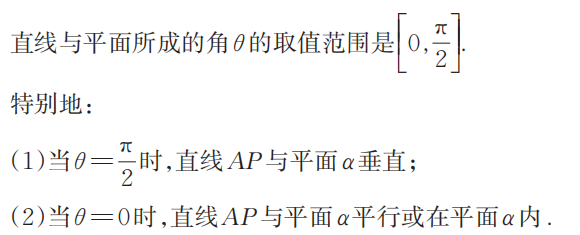 直线与平面所成的角θ的取值范围是[0,π/2].
特别地:
(1)当θ=π/2时,直线AP与平面α垂直;
(2)当θ=0时,直线AP与平面α平行或在平面α内.